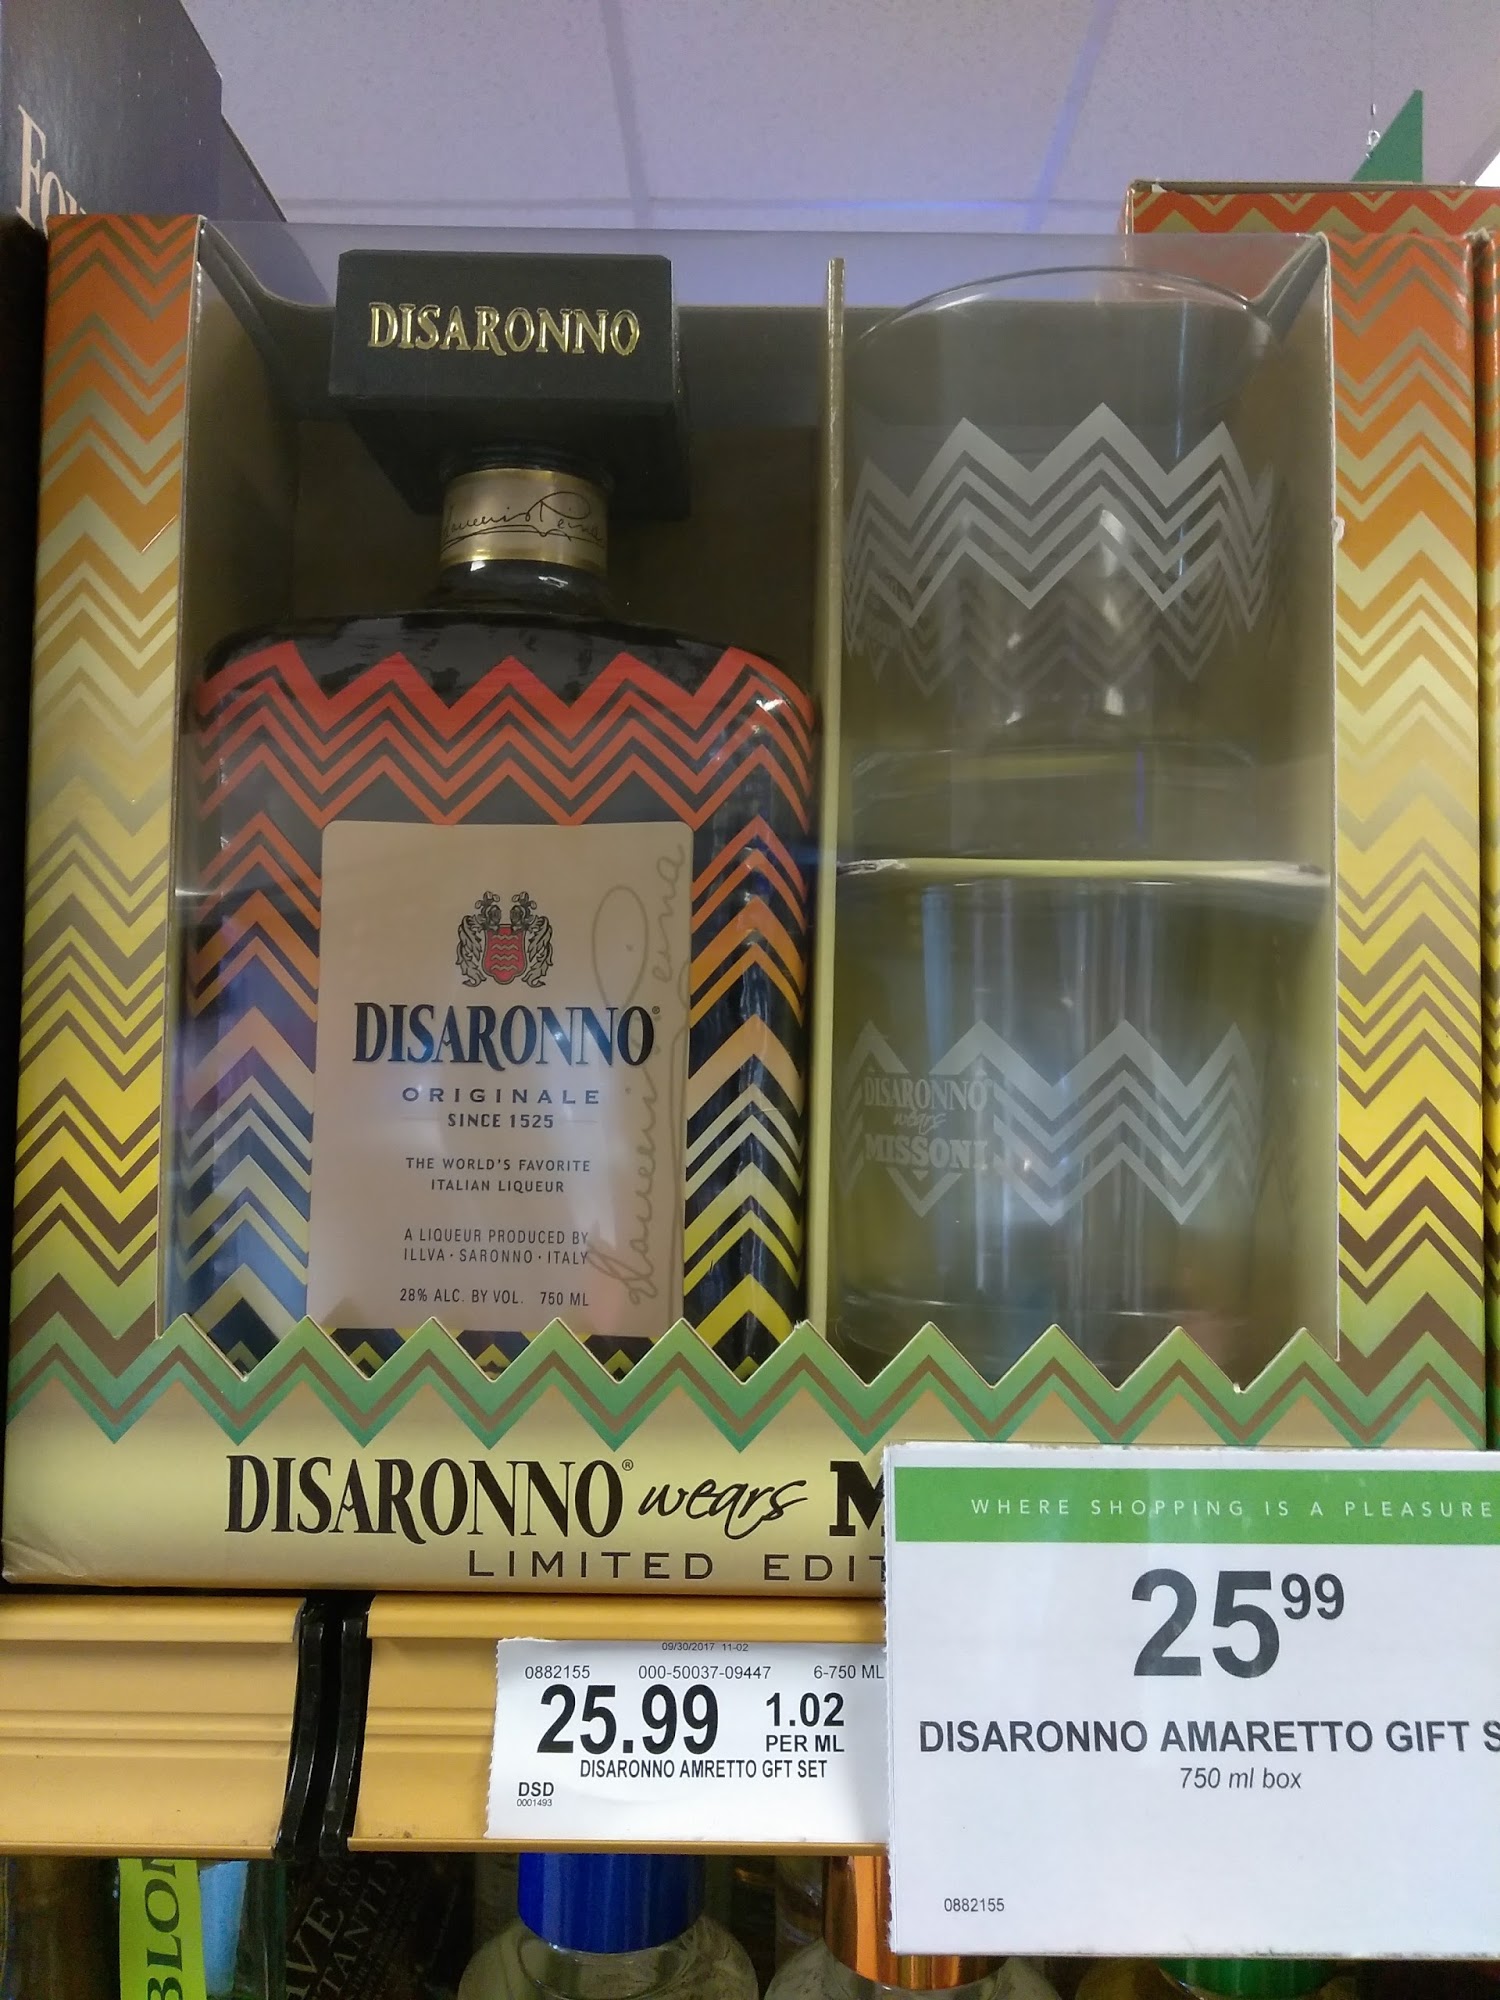 DISARONNO
DISARONNO®
ORIGINALE
SINCE 1525
THE WORLD'S FAVORITE
ITALIAN LIQUEUR
A LIQUEUR PRODUCED BY
ILLVA · SARONNO · ITALY
28% ALC. BY VOL. 750 ML
DISARONNO
wears
MISSONI
DISARONNO® wears
LIMITED
WHERE SHOPPING IS A PLEASURE
25⁹⁹
DISARONNO AMARETTO GIFT
750 ml box
0882155
09/30/2017 11-02
0882155 000-50037-09447 6-750 ML
25.99 1.02
PER ML
DISARONNO AMRETTO GFT SET
DSD
0001493